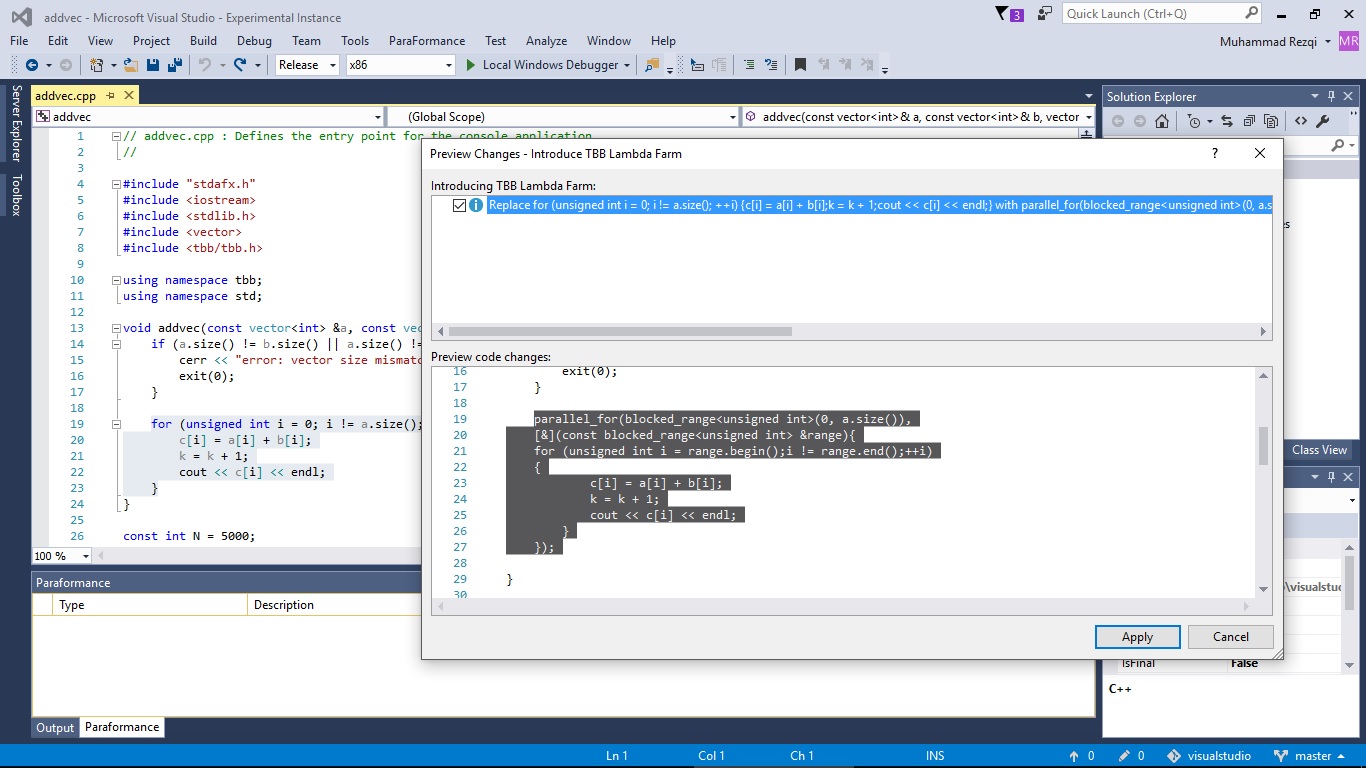 addvec - Microsoft Visual Studio - Experimental Instance
3
Quick Launch (Ctrl+Q)
File Edit View Project Build Debug Team Tools ParaFormance Test Analyze Window Help
Muhammad Rezqi MR
Release x86 Local Windows Debugger
Server Explorer
Toolbox
addvec.cpp
addvec
(Global Scope)
addvec(const vector<int>& a, const vector<int>& b, vector
1 // addvec.cpp : Defines the entry point for the console application
2 //
3
4 #include "stdafx.h"
5 #include <iostream>
6 #include <stdlib.h>
7 #include <vector>
8 #include <tbb/tbb.h>
9
10 using namespace tbb;
11 using namespace std;
12
13 void addvec(const vector<int> &a, const vec
14 if (a.size() != b.size() || a.size() !=
15 cerr << "error: vector size mismatc
16 exit(0);
17 }
18
19 for (unsigned int i = 0; i != a.size();
20 c[i] = a[i] + b[i];
21 k = k + 1;
22 cout << c[i] << endl;
23 }
24 }
25
26 const int N = 5000;
100 %
Preview Changes - Introduce TBB Lambda Farm
?
Introducing TBB Lambda Farm:
Replace for (unsigned int i = 0; i != a.size(); ++i) {c[i] = a[i] + b[i];k = k + 1;cout << c[i] << endl;} with parallel_for(blocked_range<unsigned int>(0, a.s
Preview code changes:
16 exit(0);
17 }
18
19 parallel_for(blocked_range<unsigned int>(0, a.size()),
20 [&](const blocked_range<unsigned int> &range){
21 for (unsigned int i = range.begin();i != range.end();++i)
22 {
23 c[i] = a[i] + b[i];
24 k = k + 1;
25 cout << c[i] << endl;
26 }
27 });
28
29 }
30
Apply
Cancel
Solution Explorer
es
Class View
\visualstu
IsFinal False
C++
Paraformance
Type Description
Output Paraformance
Ln 1 Col 1 Ch 1 INS 0 0 visualstudio master